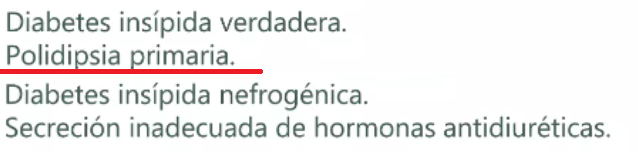 Diabetes insípida verdadera.
Polidipsia primaria.
Diabetes insípida nefrogénica.
Secreción inadecuada de hormonas antidiuréticas.